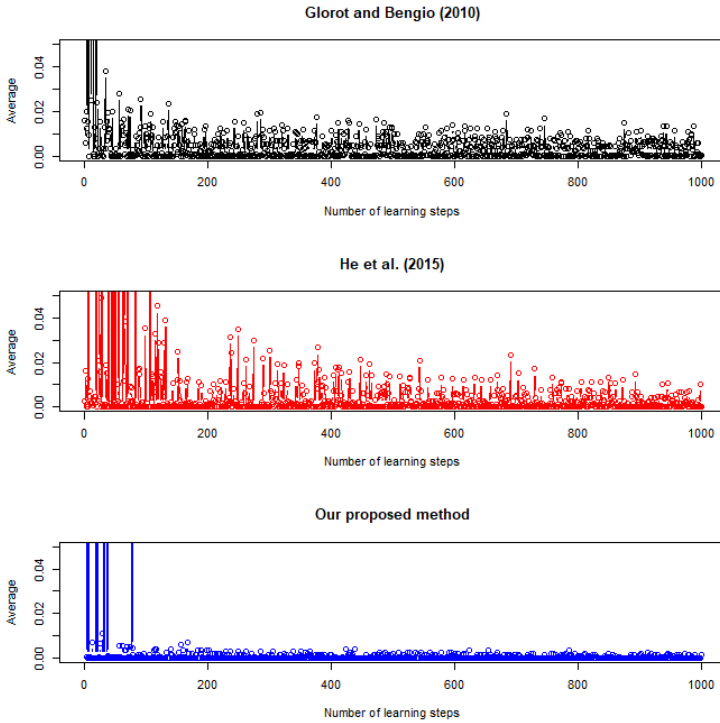 Glorot and Bengio (2010)
0.04
0.02
0.00
Average
0 200 400 600 800 1000
Number of learning steps
He et al. (2015)
0.04
0.02
0.00
Average
0 200 400 600 800 1000
Number of learning steps
Our proposed method
0.04
0.02
0.00
Average
0 200 400 600 800 1000
Number of learning steps